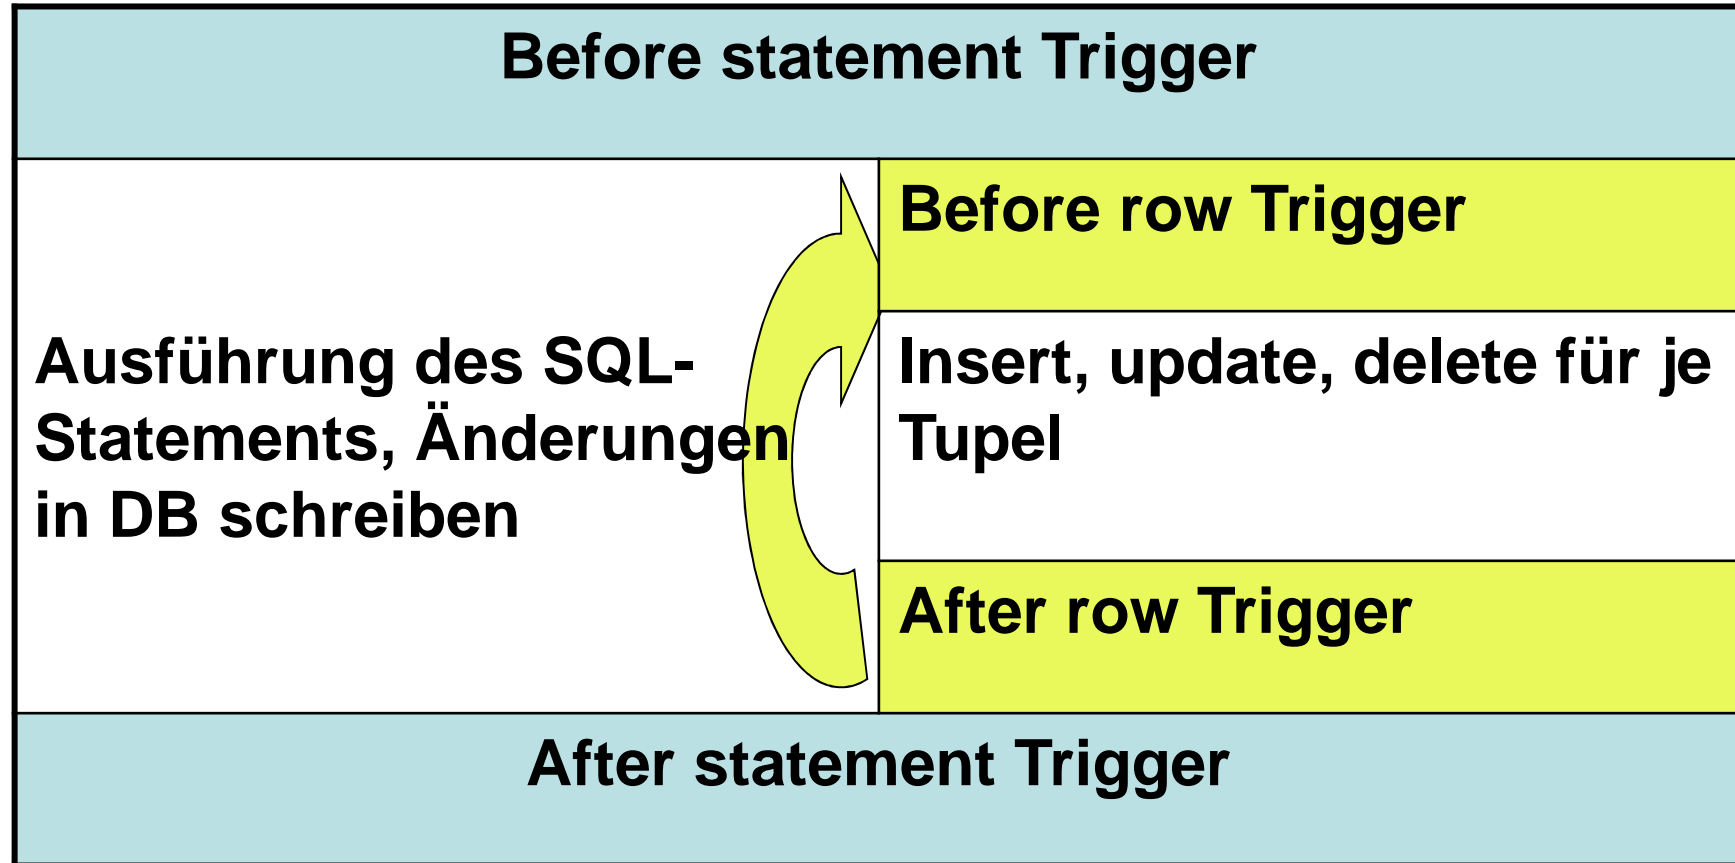 Before statement Trigger
Before row Trigger
Ausführung des SQL-
Statements, Änderungen
in DB schreiben
Insert, update, delete für je
Tupel
After row Trigger
After statement Trigger